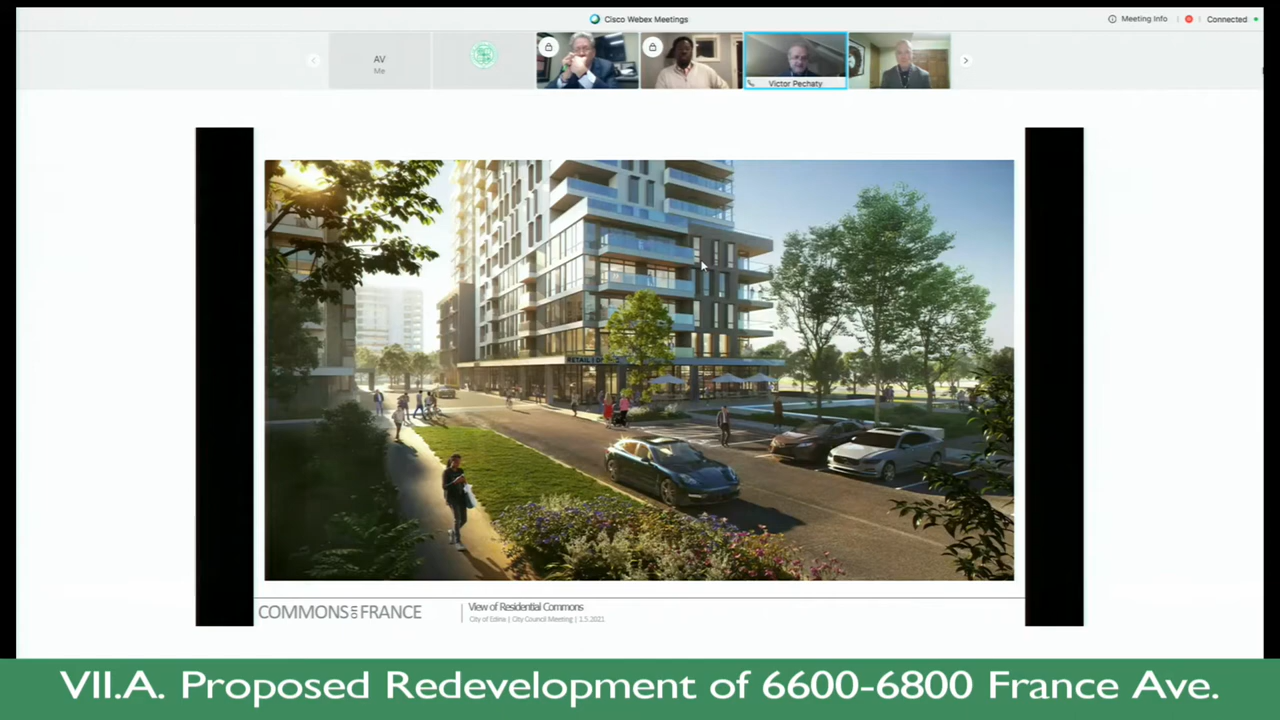 Cisco Webex Meetings
Meeting Info
Connected
AV
Me
Victor Pechaty
COMMONS on FRANCE
View of Residential Commons
City of Edina | City Council Meeting | 1.5.2021
VII.A. Proposed Redevelopment of 6600-6800 France Ave.